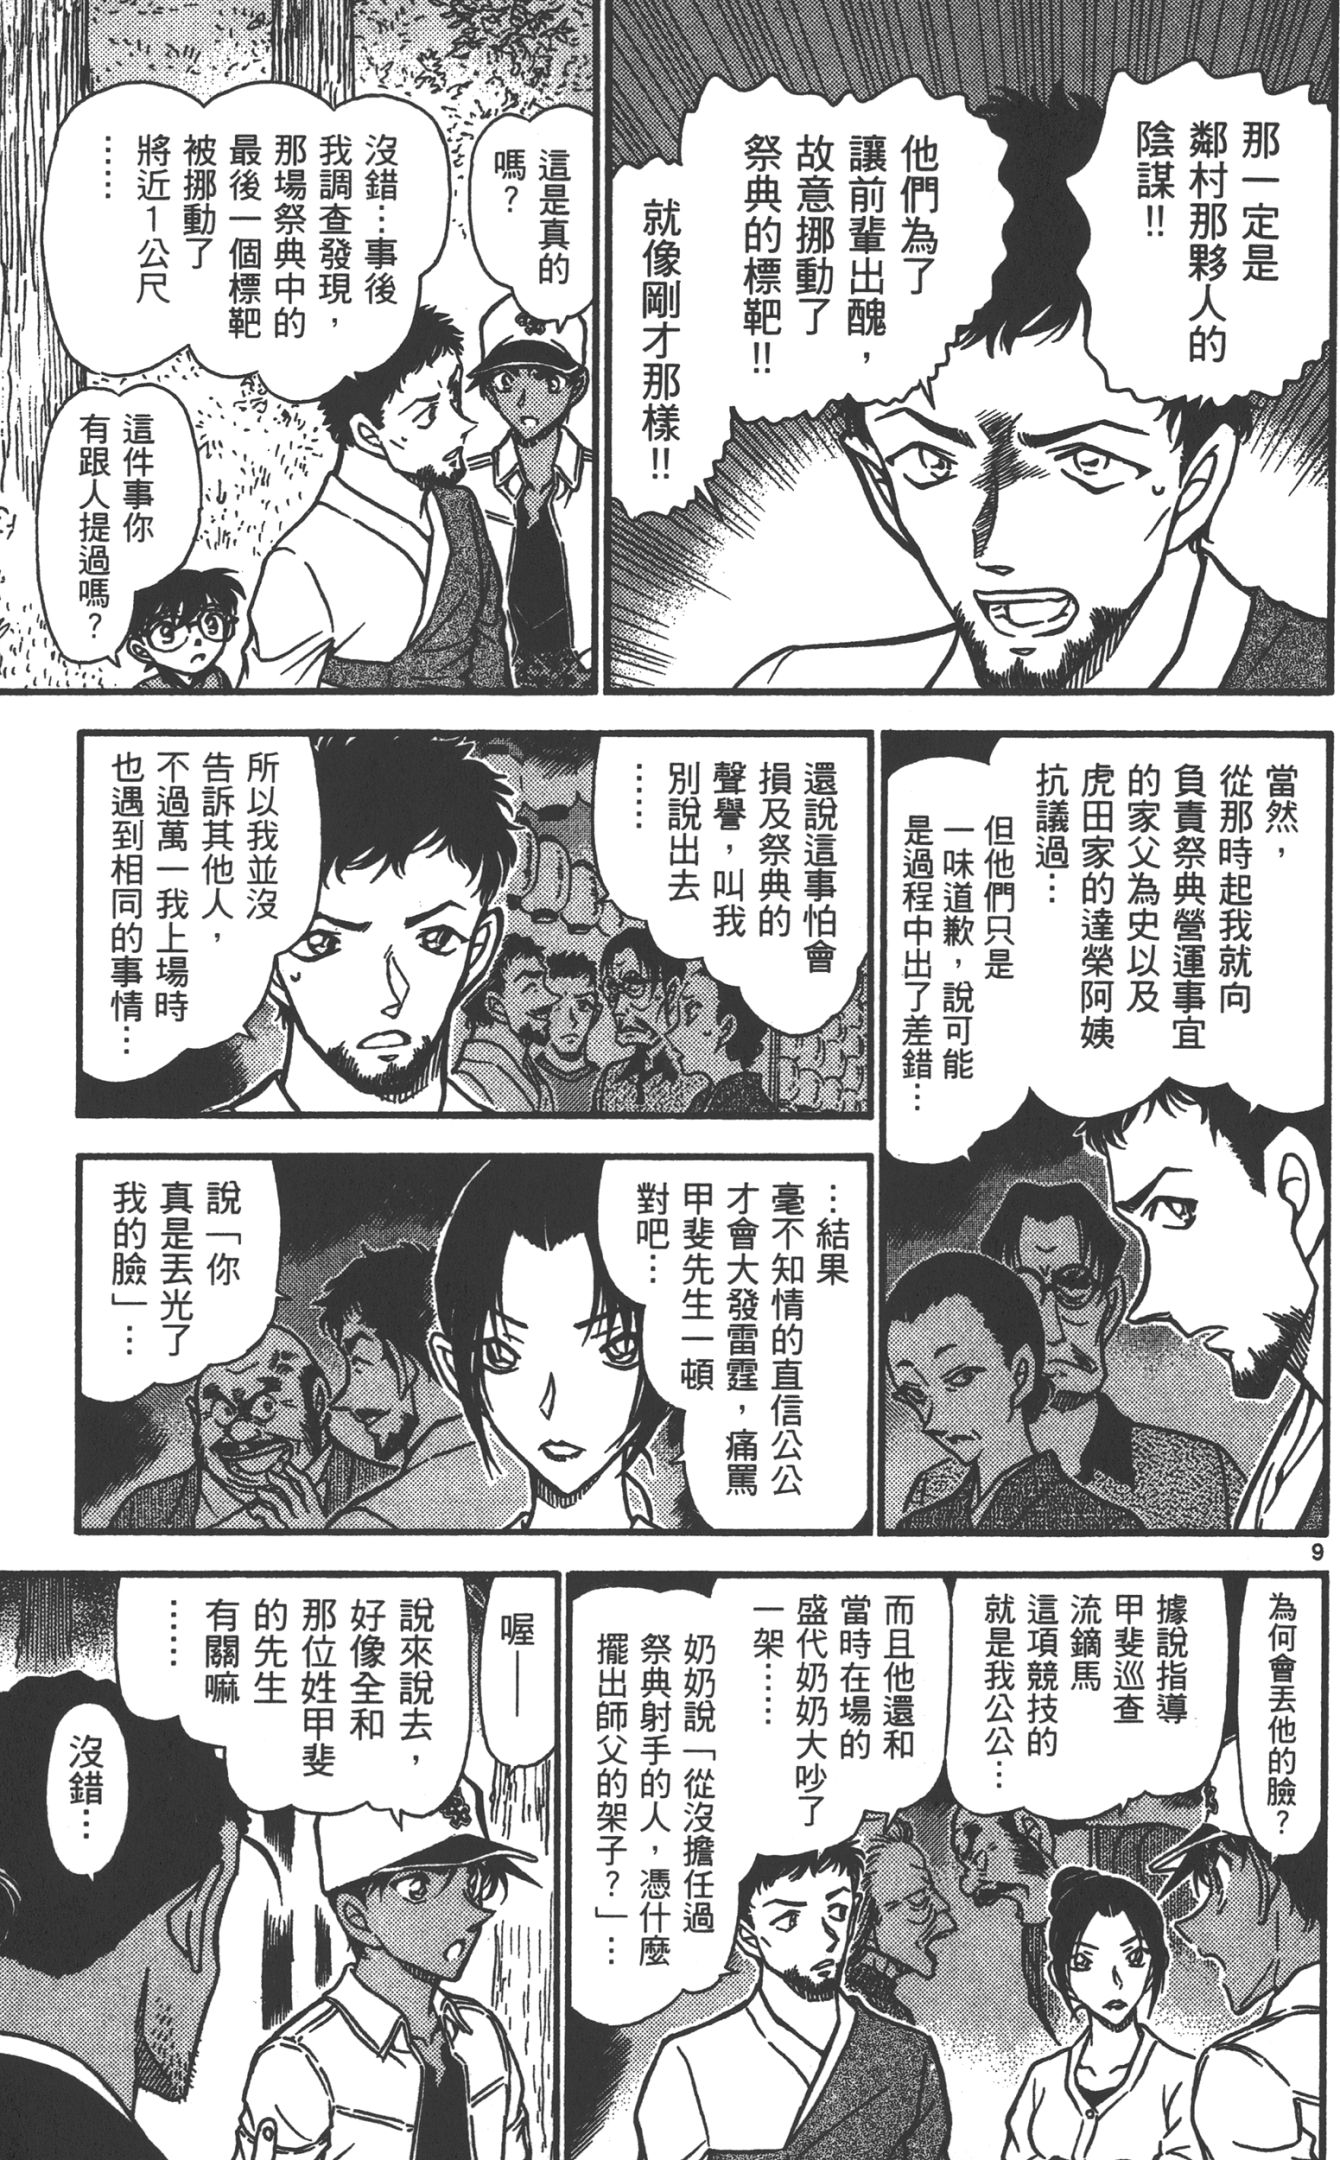 那一定是
鄰村那夥人的
陰謀!!
他們為了
讓前輩出醜，
故意挪動了
祭典的標靶!!
就像剛才那樣!!
這是真的
嗎？
沒錯…事後
我調查發現，
那場祭典中的
最後一個標靶
被挪動了
將近1公尺
……
這件事你
有跟人提過嗎？
當然，
從那時起我就向
負責祭典營運事宜
的家父為史以及
虎田家的達榮阿姨
抗議過…
但他們只是
一味道歉，說可能
是過程中出了差錯…
還說這事怕會
損及祭典的
聲譽，叫我
別說出去
……
所以我並沒
告訴其他人，
不過萬一我上場時
也遇到相同的事情…
…結果
毫不知情的直信公公
才會大發雷霆，痛罵
甲斐先生一頓
對吧…
說「你
真是丟光了
我的臉」…
9
為何會丟他的臉？
據說指導
甲斐巡查
流鏑馬
這項競技的
就是我公公…
而且他還和
當時在場的
盛代奶奶大吵了
一架……
奶奶說「從沒擔任過
祭典射手的人，憑什麼
擺出師父的架子？」…
喔——
說來說去，
好像全和
那位姓甲斐
的先生
有關嘛
……
沒錯…